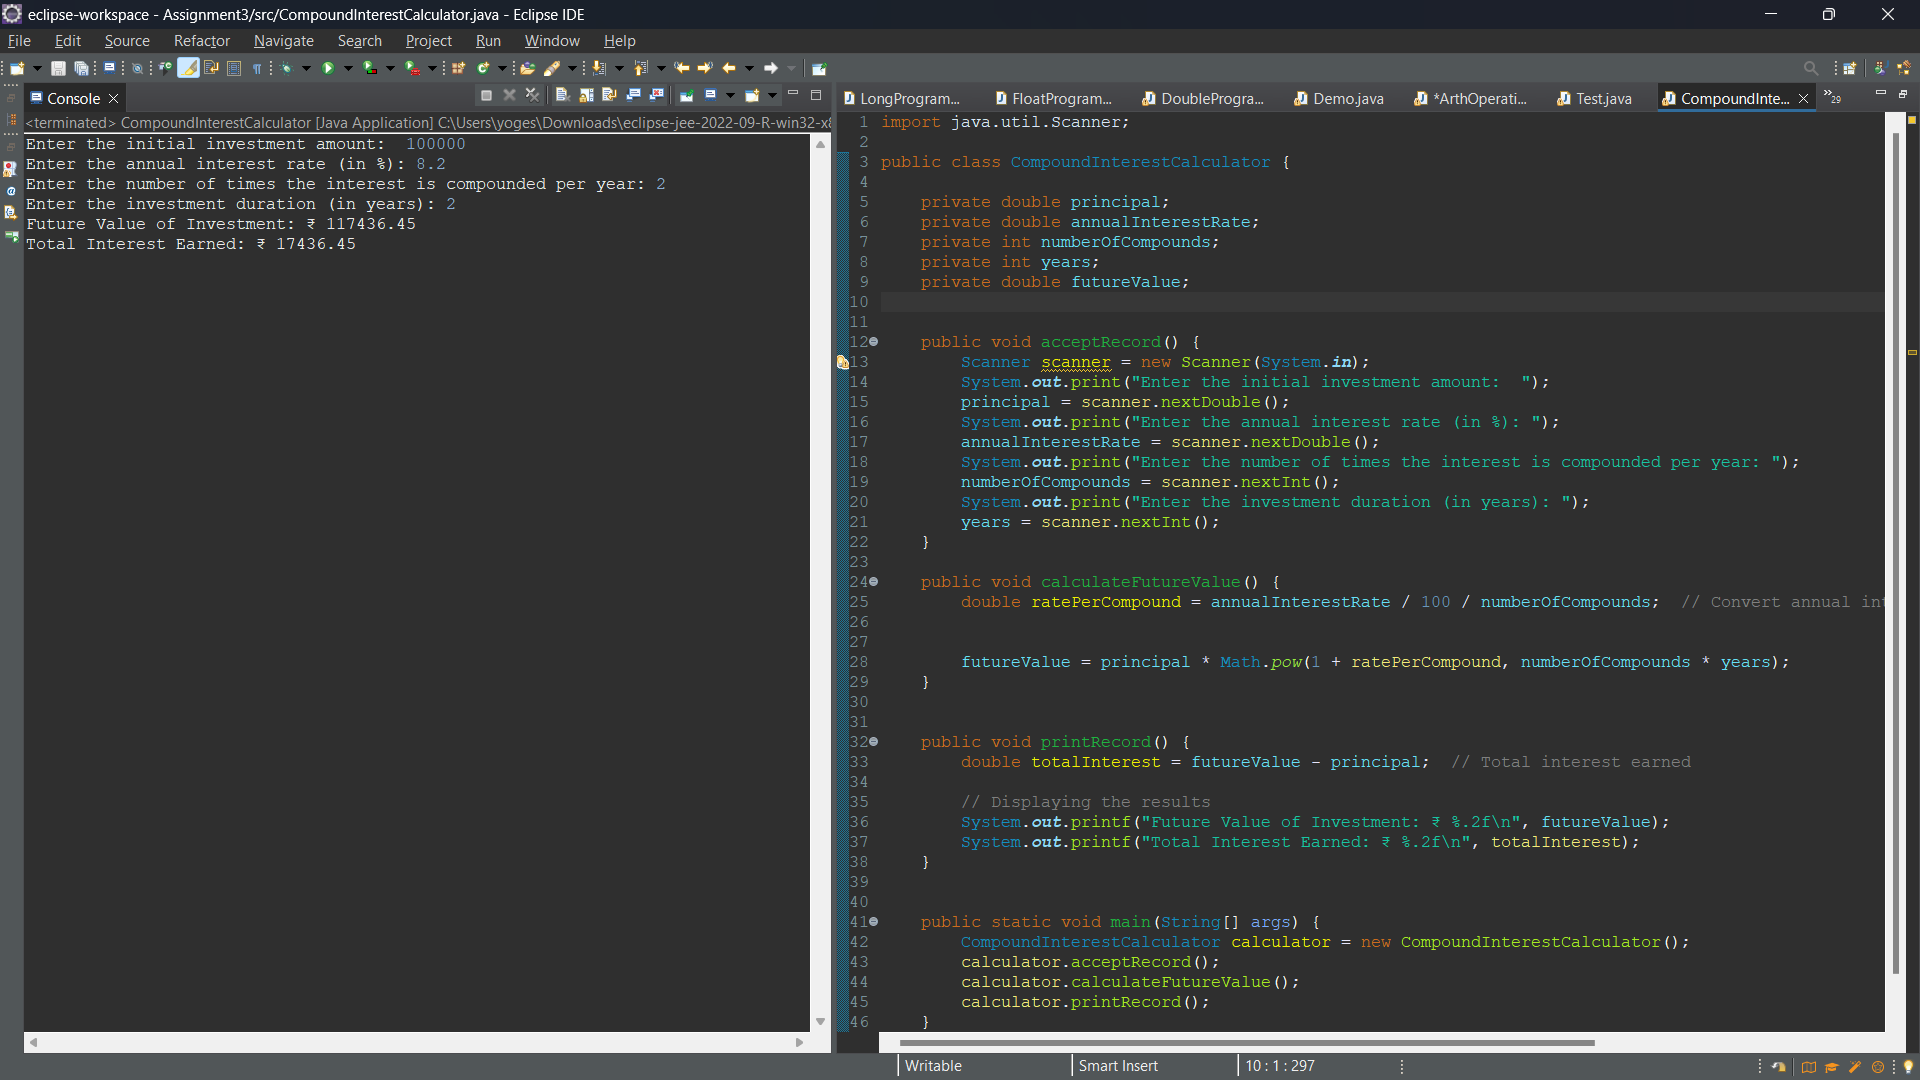 eclipse-workspace - Assignment3/src/CompoundInterestCalculator.java - Eclipse IDE
File Edit Source Refactor Navigate Search Project Run Window Help
Console
<terminated> CompoundInterestCalculator [Java Application] C:\Users\yoges\Downloads\eclipse-jee-2022-09-R-win32-x8
Enter the initial investment amount:  100000
Enter the annual interest rate (in %): 8.2
Enter the number of times the interest is compounded per year: 2
Enter the investment duration (in years): 2
Future Value of Investment: ₹ 117436.45
Total Interest Earned: ₹ 17436.45
LongProgram... FloatProgram... DoubleProgra... Demo.java *ArthOperati... Test.java CompoundInte... »29
1 import java.util.Scanner;
2
3 public class CompoundInterestCalculator {
4
5     private double principal;
6     private double annualInterestRate;
7     private int numberOfCompounds;
8     private int years;
9     private double futureValue;
10
11
12     public void acceptRecord() {
13         Scanner scanner = new Scanner(System.in);
14         System.out.print("Enter the initial investment amount:  ");
15         principal = scanner.nextDouble();
16         System.out.print("Enter the annual interest rate (in %): ");
17         annualInterestRate = scanner.nextDouble();
18         System.out.print("Enter the number of times the interest is compounded per year: ");
19         numberOfCompounds = scanner.nextInt();
20         System.out.print("Enter the investment duration (in years): ");
21         years = scanner.nextInt();
22     }
23
24     public void calculateFutureValue() {
25         double ratePerCompound = annualInterestRate / 100 / numberOfCompounds;  // Convert annual int
26
27
28         futureValue = principal * Math.pow(1 + ratePerCompound, numberOfCompounds * years);
29     }
30
31
32     public void printRecord() {
33         double totalInterest = futureValue - principal;  // Total interest earned
34
35         // Displaying the results
36         System.out.printf("Future Value of Investment: ₹ %.2f\n", futureValue);
37         System.out.printf("Total Interest Earned: ₹ %.2f\n", totalInterest);
38     }
39
40
41     public static void main(String[] args) {
42         CompoundInterestCalculator calculator = new CompoundInterestCalculator();
43         calculator.acceptRecord();
44         calculator.calculateFutureValue();
45         calculator.printRecord();
46     }
Writable Smart Insert 10 : 1 : 297